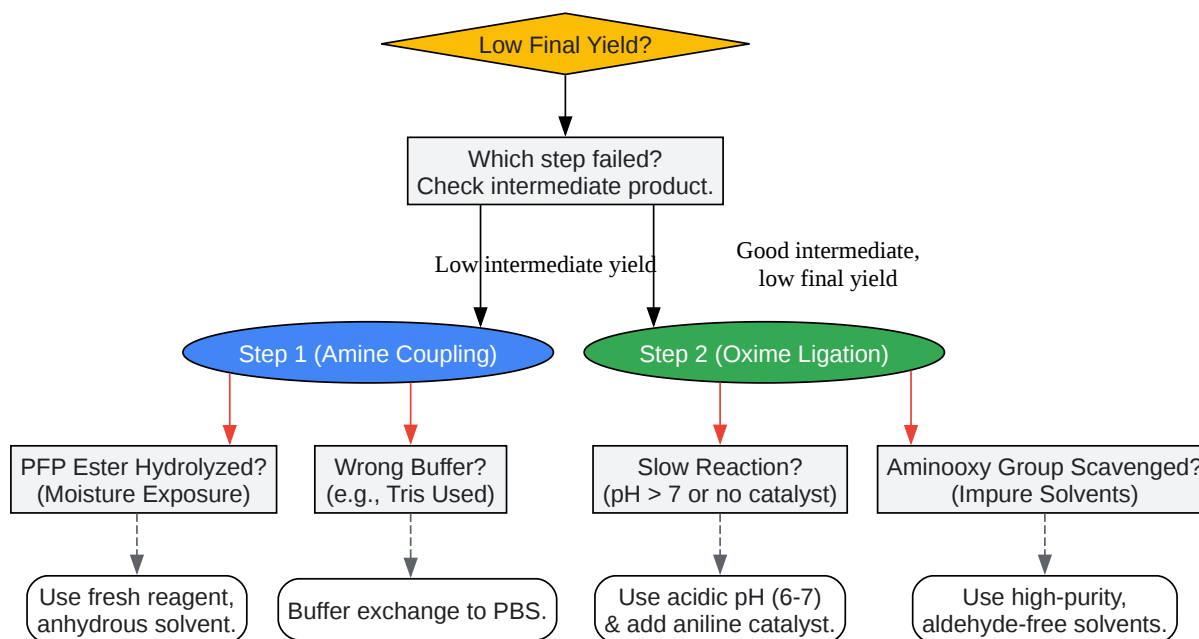 Low Final Yield?
Which step failed?
Check intermediate product.
Low intermediate yield
Good intermediate,
low final yield
Step 1 (Amine Coupling)
Step 2 (Oxime Ligation)
PFP Ester Hydrolyzed?
(Moisture Exposure)
Wrong Buffer?
(e.g., Tris Used)
Slow Reaction?
(pH > 7 or no catalyst)
Aminooxy Group Scavenged?
(Impure Solvents)
Use fresh reagent,
anhydrous solvent.
Buffer exchange to PBS.
Use acidic pH (6-7)
& add aniline catalyst.
Use high-purity,
aldehyde-free solvents.